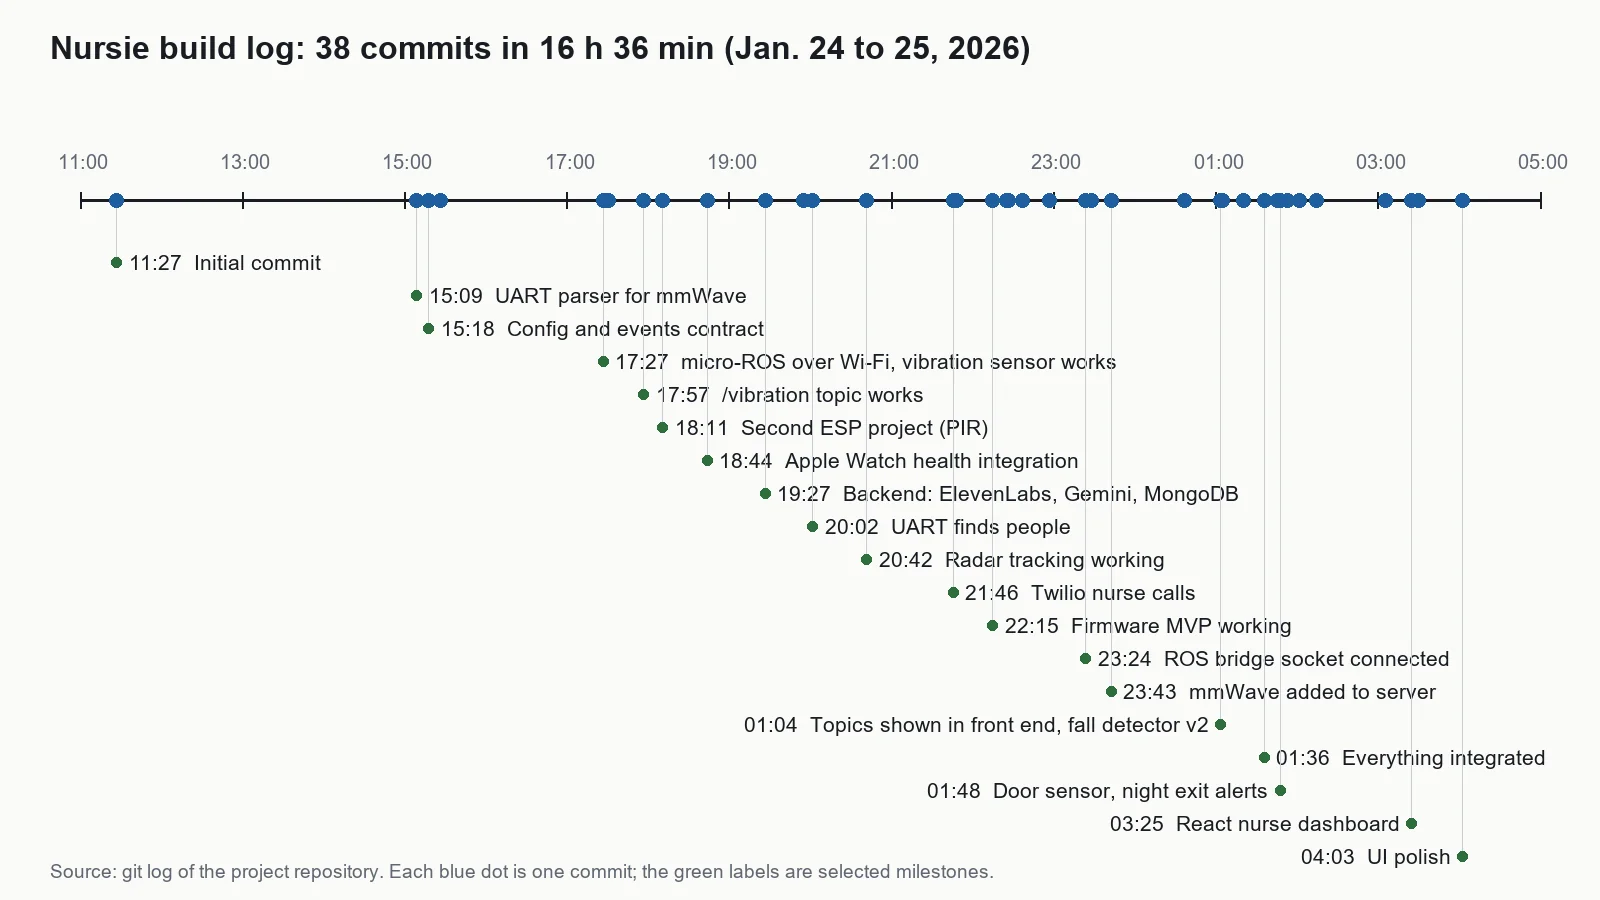 Nursie build log: 38 commits in 16 h 36 min (Jan. 24 to 25, 2026)
11:00 13:00 15:00 17:00 19:00 21:00 23:00 01:00 03:00 05:00
11:27 Initial commit
15:09 UART parser for mmWave
15:18 Config and events contract
17:27 micro-ROS over Wi-Fi, vibration sensor works
17:57 /vibration topic works
18:11 Second ESP project (PIR)
18:44 Apple Watch health integration
19:27 Backend: ElevenLabs, Gemini, MongoDB
20:02 UART finds people
20:42 Radar tracking working
21:46 Twilio nurse calls
22:15 Firmware MVP working
23:24 ROS bridge socket connected
23:43 mmWave added to server
01:04 Topics shown in front end, fall detector v2
01:36 Everything integrated
01:48 Door sensor, night exit alerts
03:25 React nurse dashboard
04:03 UI polish
Source: git log of the project repository. Each blue dot is one commit; the green labels are selected milestones.